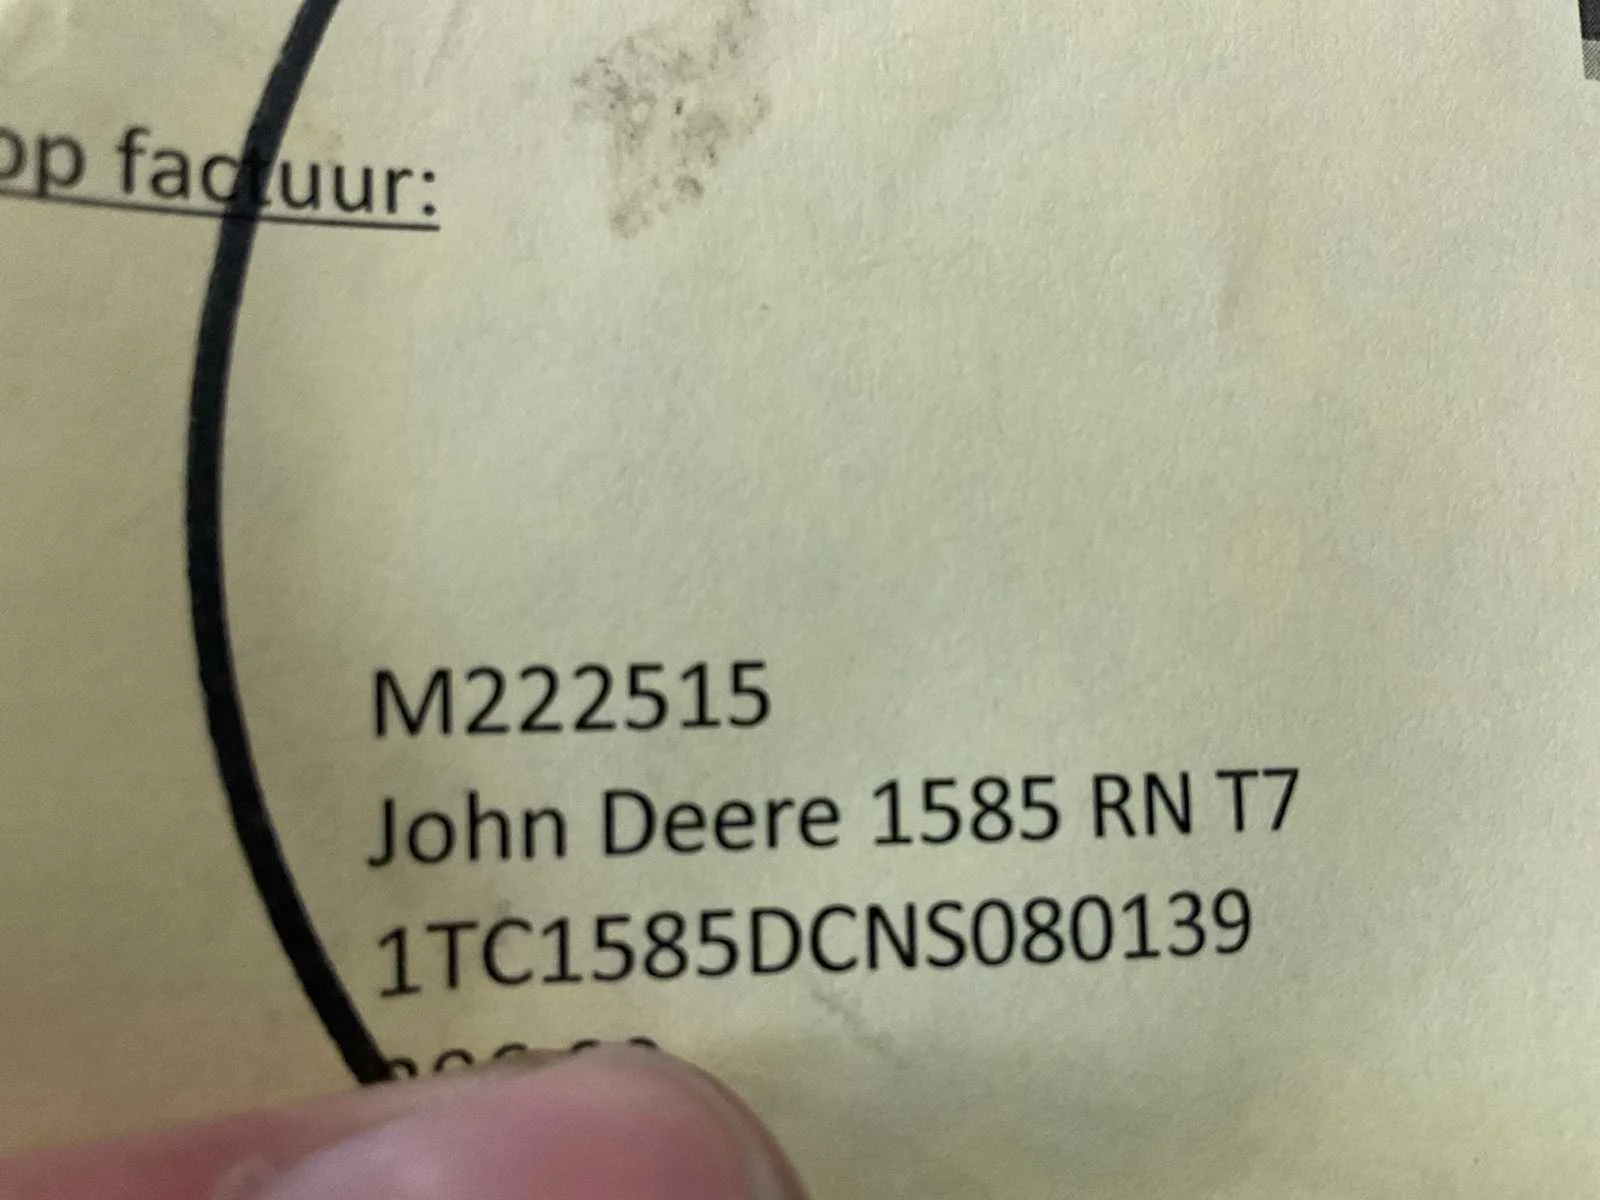 op factuur:
M222515
John Deere 1585 RN T7
1TC1585DCNS080139